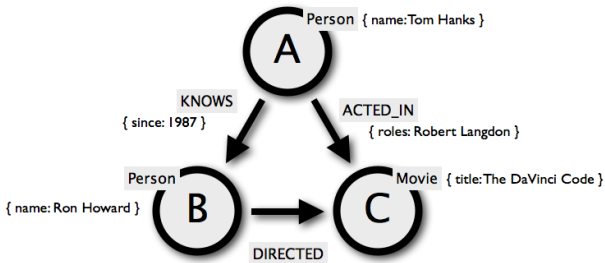 Person { name:Tom Hanks }
A
KNOWS
{ since: 1987 }
ACTED_IN
{ roles: Robert Langdon }
Person
{ name: Ron Howard }
B
Movie { title:The DaVinci Code }
C
DIRECTED